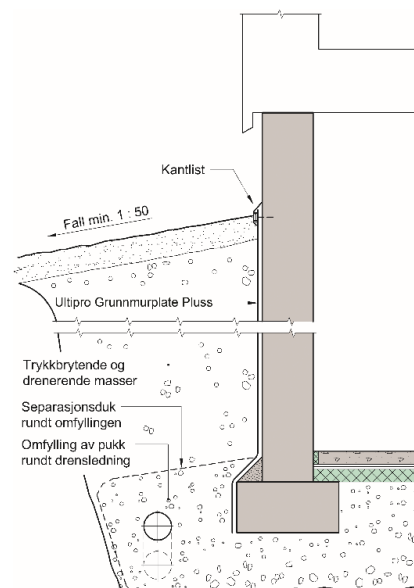 Kantlist
Fall min. 1 : 50
Ultipro Grunnmurplate Pluss
Trykkbrytende og
drenerende masser
Separasjonsduk
rundt omfyllingen
Omfylling av pukk
rundt drensledning